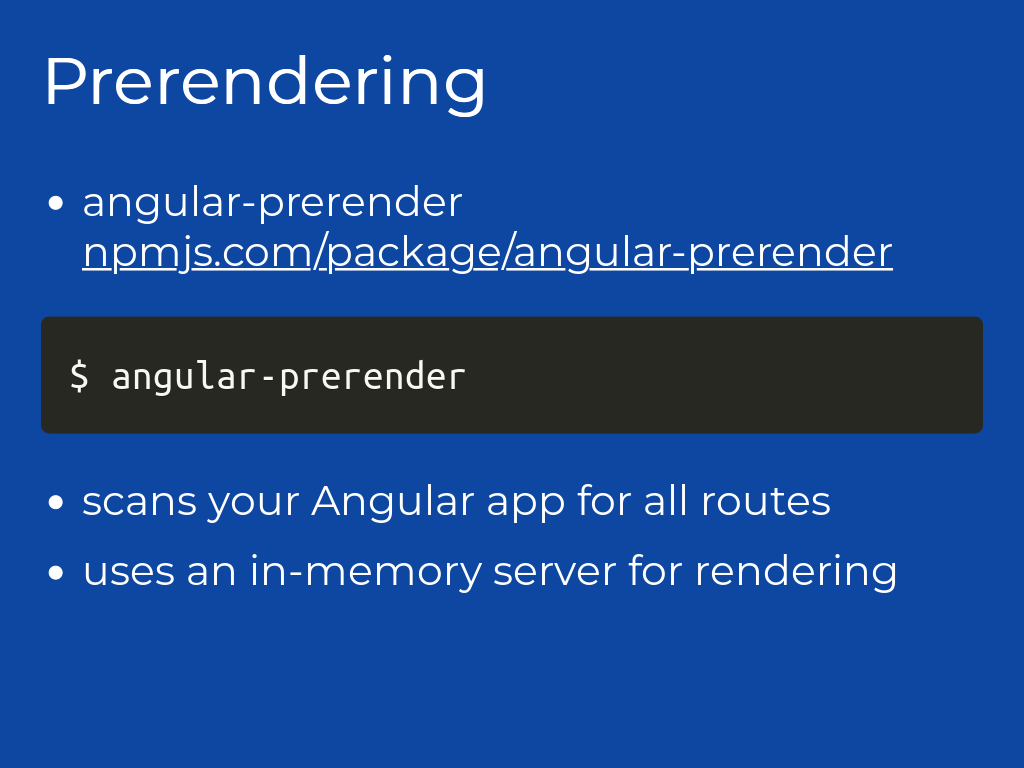 Prerendering
• angular-prerender
npmjs.com/package/angular-prerender
$ angular-prerender
• scans your Angular app for all routes
• uses an in-memory server for rendering